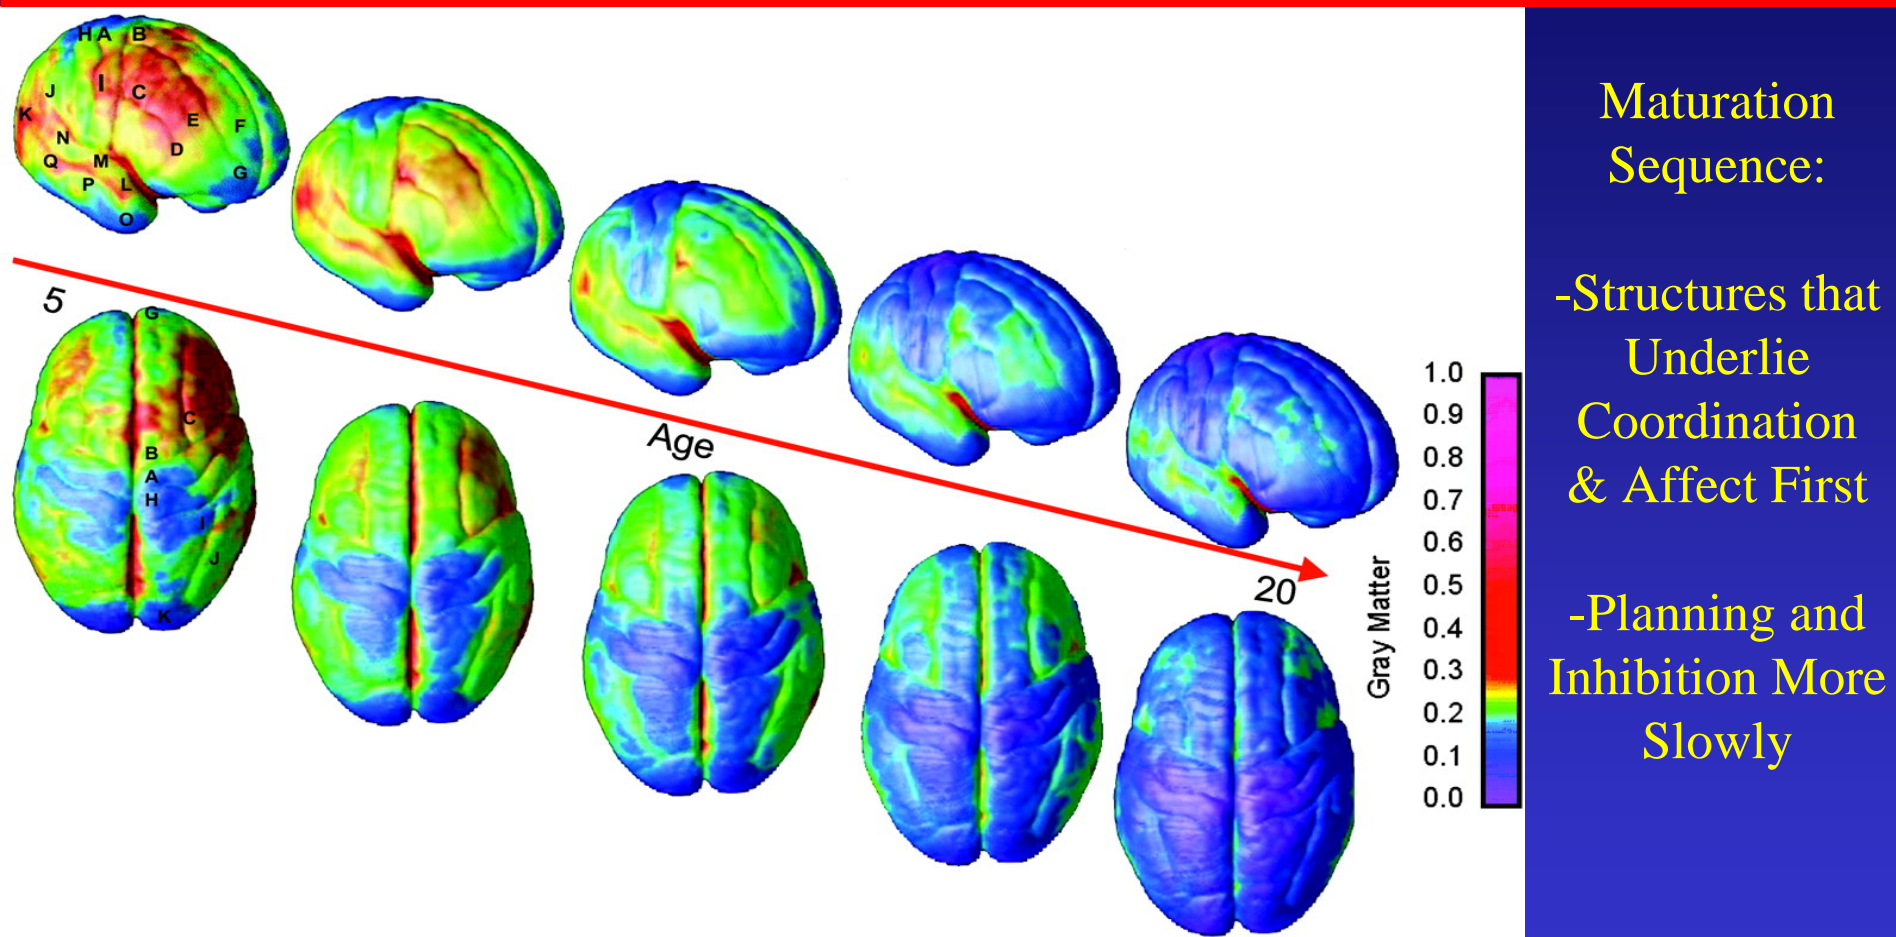 H A B
I
J C
K E F
N D
Q M G
P L
O
5
G
C
B
A
H
I
J
K
Age
20
Gray Matter
1.0
0.9
0.8
0.7
0.6
0.5
0.4
0.3
0.2
0.1
0.0
Maturation
Sequence:
-Structures that
Underlie
Coordination
& Affect First
-Planning and
Inhibition More
Slowly